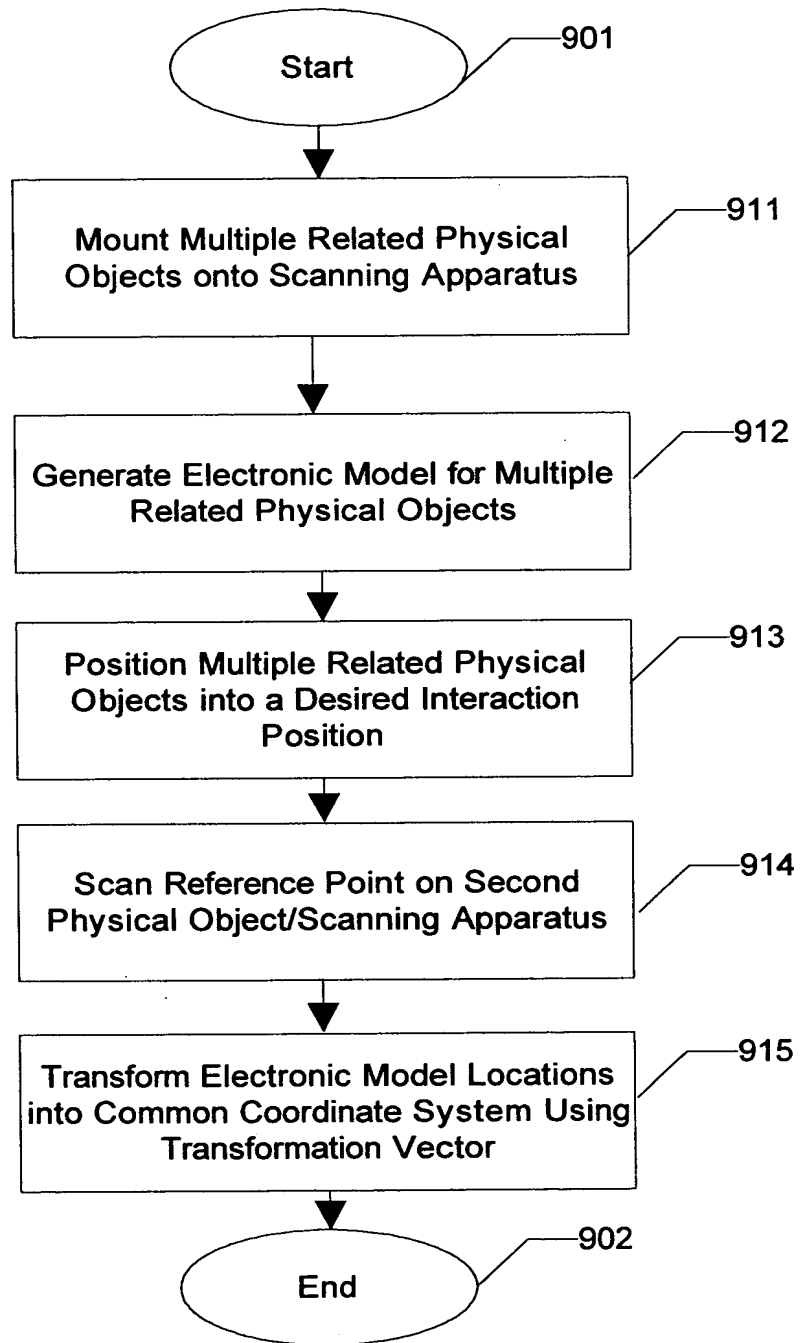 Start
901
Mount Multiple Related Physical
Objects onto Scanning Apparatus
911
Generate Electronic Model for Multiple
Related Physical Objects
912
Position Multiple Related Physical
Objects into a Desired Interaction
Position
913
Scan Reference Point on Second
Physical Object/Scanning Apparatus
914
Transform Electronic Model Locations
into Common Coordinate System Using
Transformation Vector
915
End
902